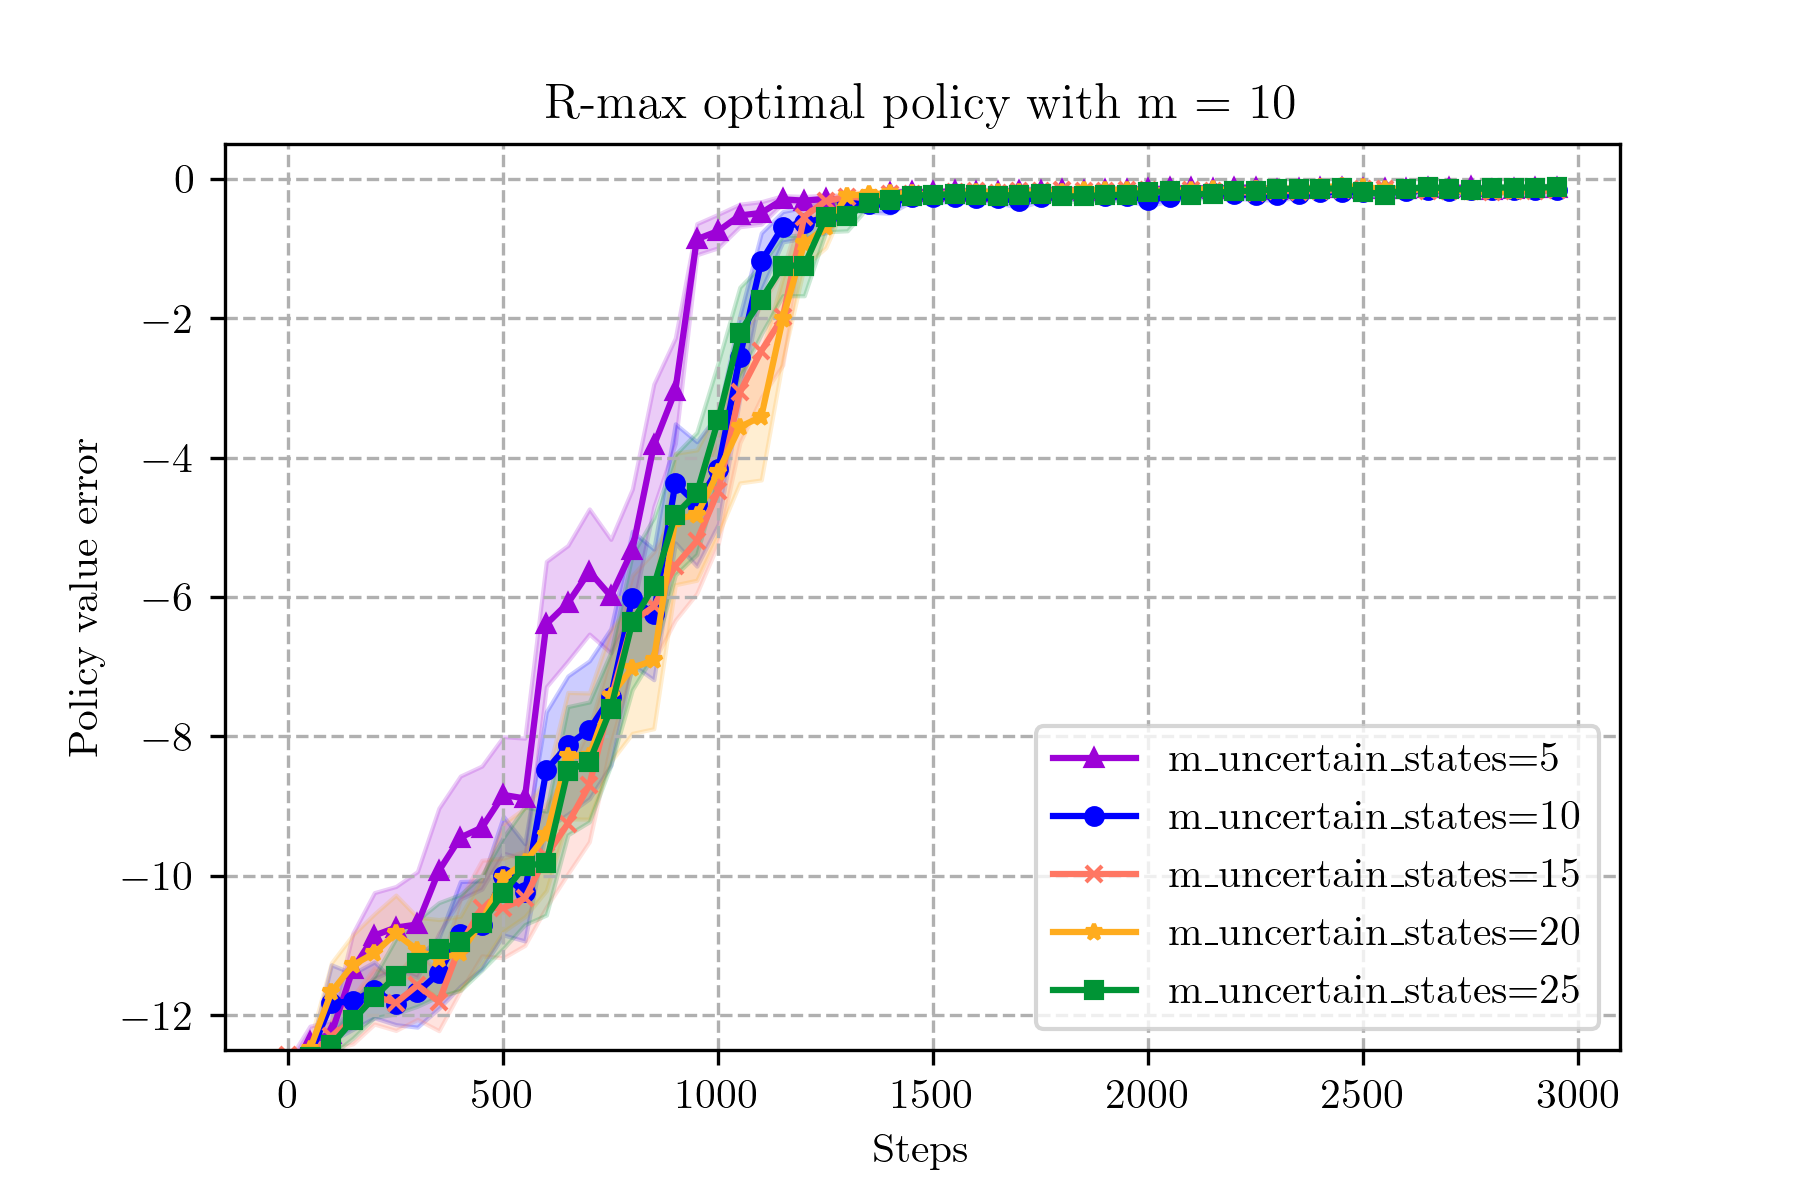 R-max optimal policy with m = 10
Policy value error
0
−2
−4
−6
−8
−10
−12
m_uncertain_states=5
m_uncertain_states=10
m_uncertain_states=15
m_uncertain_states=20
m_uncertain_states=25
0 500 1000 1500 2000 2500 3000
Steps